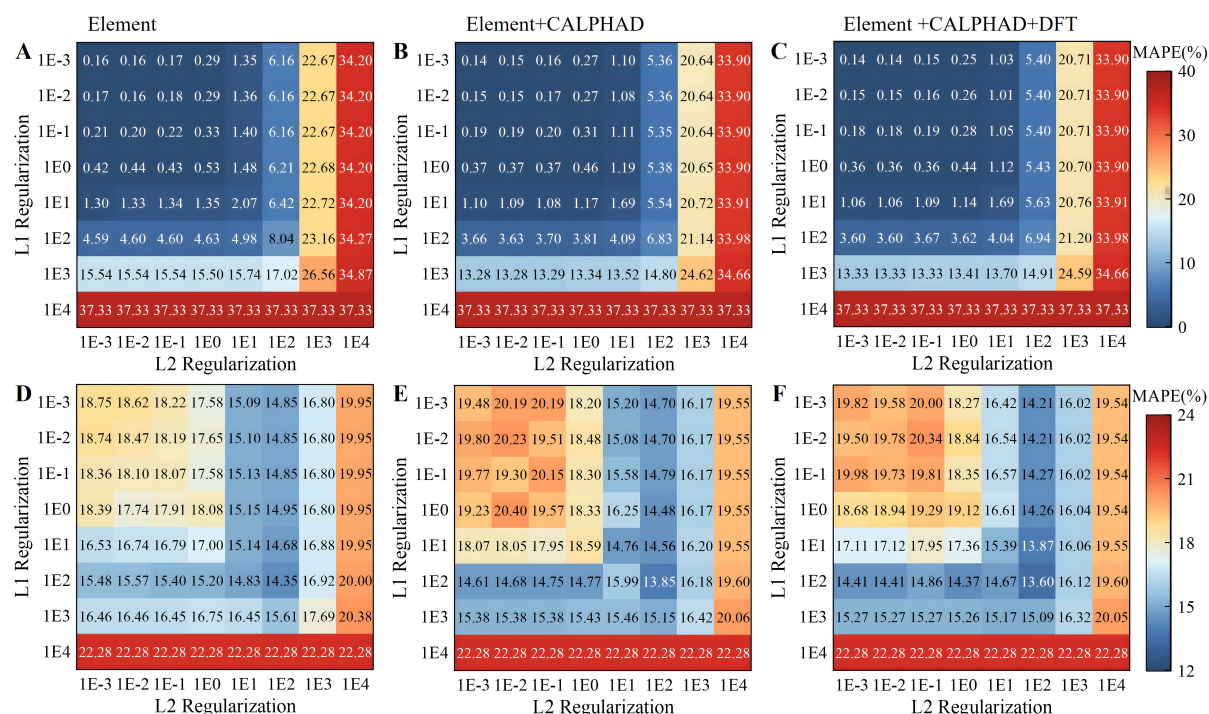 Element Element+CALPHAD Element +CALPHAD+DFT
A B C MAPE(%)
1E-3 0.16 0.16 0.17 0.29 1.35 6.16 22.67 34.20 1E-3 0.14 0.15 0.16 0.27 1.10 5.36 20.64 33.90 1E-3 0.14 0.14 0.15 0.25 1.03 5.40 20.71 33.90 40
1E-2 0.17 0.16 0.18 0.29 1.36 6.16 22.67 34.20 1E-2 0.15 0.15 0.17 0.27 1.08 5.36 20.64 33.90 1E-2 0.15 0.15 0.16 0.26 1.01 5.40 20.71 33.90 30
1E-1 0.21 0.20 0.22 0.33 1.40 6.16 22.67 34.20 1E-1 0.19 0.19 0.20 0.31 1.11 5.35 20.64 33.90 1E-1 0.18 0.18 0.19 0.28 1.05 5.40 20.71 33.90
1E0 0.42 0.44 0.43 0.53 1.48 6.21 22.68 34.20 1E0 0.37 0.37 0.37 0.46 1.19 5.38 20.65 33.90 1E0 0.36 0.36 0.36 0.44 1.12 5.43 20.70 33.90 20
1E1 1.30 1.33 1.34 1.35 2.07 6.42 22.72 34.20 1E1 1.10 1.09 1.08 1.17 1.69 5.54 20.72 33.91 1E1 1.06 1.06 1.09 1.14 1.69 5.63 20.76 33.91
1E2 4.59 4.60 4.60 4.63 4.98 8.04 23.16 34.27 1E2 3.66 3.63 3.70 3.81 4.09 6.83 21.14 33.98 1E2 3.60 3.60 3.67 3.62 4.04 6.94 21.20 33.98 10
1E3 15.54 15.54 15.54 15.50 15.74 17.02 26.56 34.87 1E3 13.28 13.28 13.29 13.34 13.52 14.80 24.62 34.66 1E3 13.33 13.33 13.33 13.41 13.70 14.91 24.59 34.66
1E4 37.33 37.33 37.33 37.33 37.33 37.33 37.33 37.33 1E4 37.33 37.33 37.33 37.33 37.33 37.33 37.33 37.33 1E4 37.33 37.33 37.33 37.33 37.33 37.33 37.33 37.33 0
L1 Regularization L1 Regularization L1 Regularization
1E-3 1E-2 1E-1 1E0 1E1 1E2 1E3 1E4 1E-3 1E-2 1E-1 1E0 1E1 1E2 1E3 1E4 1E-3 1E-2 1E-1 1E0 1E1 1E2 1E3 1E4
L2 Regularization L2 Regularization L2 Regularization
D E F MAPE(%)
1E-3 18.75 18.62 18.22 17.58 15.09 14.85 16.80 19.95 1E-3 19.48 20.19 20.19 18.20 15.20 14.70 16.17 19.55 1E-3 19.82 19.58 20.00 18.27 16.42 14.21 16.02 19.54 24
1E-2 18.74 18.47 18.19 17.65 15.10 14.85 16.80 19.95 1E-2 19.80 20.23 19.51 18.48 15.08 14.70 16.17 19.55 1E-2 19.50 19.78 20.34 18.84 16.54 14.21 16.02 19.54
1E-1 18.36 18.10 18.07 17.58 15.13 14.85 16.80 19.95 1E-1 19.77 19.30 20.15 18.30 15.58 14.79 16.17 19.55 1E-1 19.98 19.73 19.81 18.35 16.57 14.27 16.02 19.54 21
1E0 18.39 17.74 17.91 18.08 15.15 14.95 16.80 19.95 1E0 19.23 20.40 19.57 18.33 16.25 14.48 16.17 19.55 1E0 18.68 18.94 19.29 19.12 16.61 14.26 16.04 19.54
1E1 16.53 16.74 16.79 17.00 15.14 14.68 16.88 19.95 1E1 18.07 18.05 17.95 18.59 14.76 14.56 16.20 19.55 1E1 17.11 17.12 17.95 17.36 15.39 13.87 16.06 19.55 18
1E2 15.48 15.57 15.40 15.20 14.83 14.35 16.92 20.00 1E2 14.61 14.68 14.75 14.77 15.99 13.85 16.18 19.60 1E2 14.41 14.41 14.86 14.37 14.67 13.60 16.12 19.60
1E3 16.46 16.46 16.45 16.75 16.45 15.61 17.69 20.38 1E3 15.38 15.38 15.38 15.43 15.46 15.15 16.42 20.06 1E3 15.27 15.27 15.27 15.26 15.17 15.09 16.32 20.05 15
1E4 22.28 22.28 22.28 22.28 22.28 22.28 22.28 22.28 1E4 22.28 22.28 22.28 22.28 22.28 22.28 22.28 22.28 1E4 22.28 22.28 22.28 22.28 22.28 22.28 22.28 22.28 12
L1 Regularization L1 Regularization L1 Regularization
1E-3 1E-2 1E-1 1E0 1E1 1E2 1E3 1E4 1E-3 1E-2 1E-1 1E0 1E1 1E2 1E3 1E4 1E-3 1E-2 1E-1 1E0 1E1 1E2 1E3 1E4
L2 Regularization L2 Regularization L2 Regularization